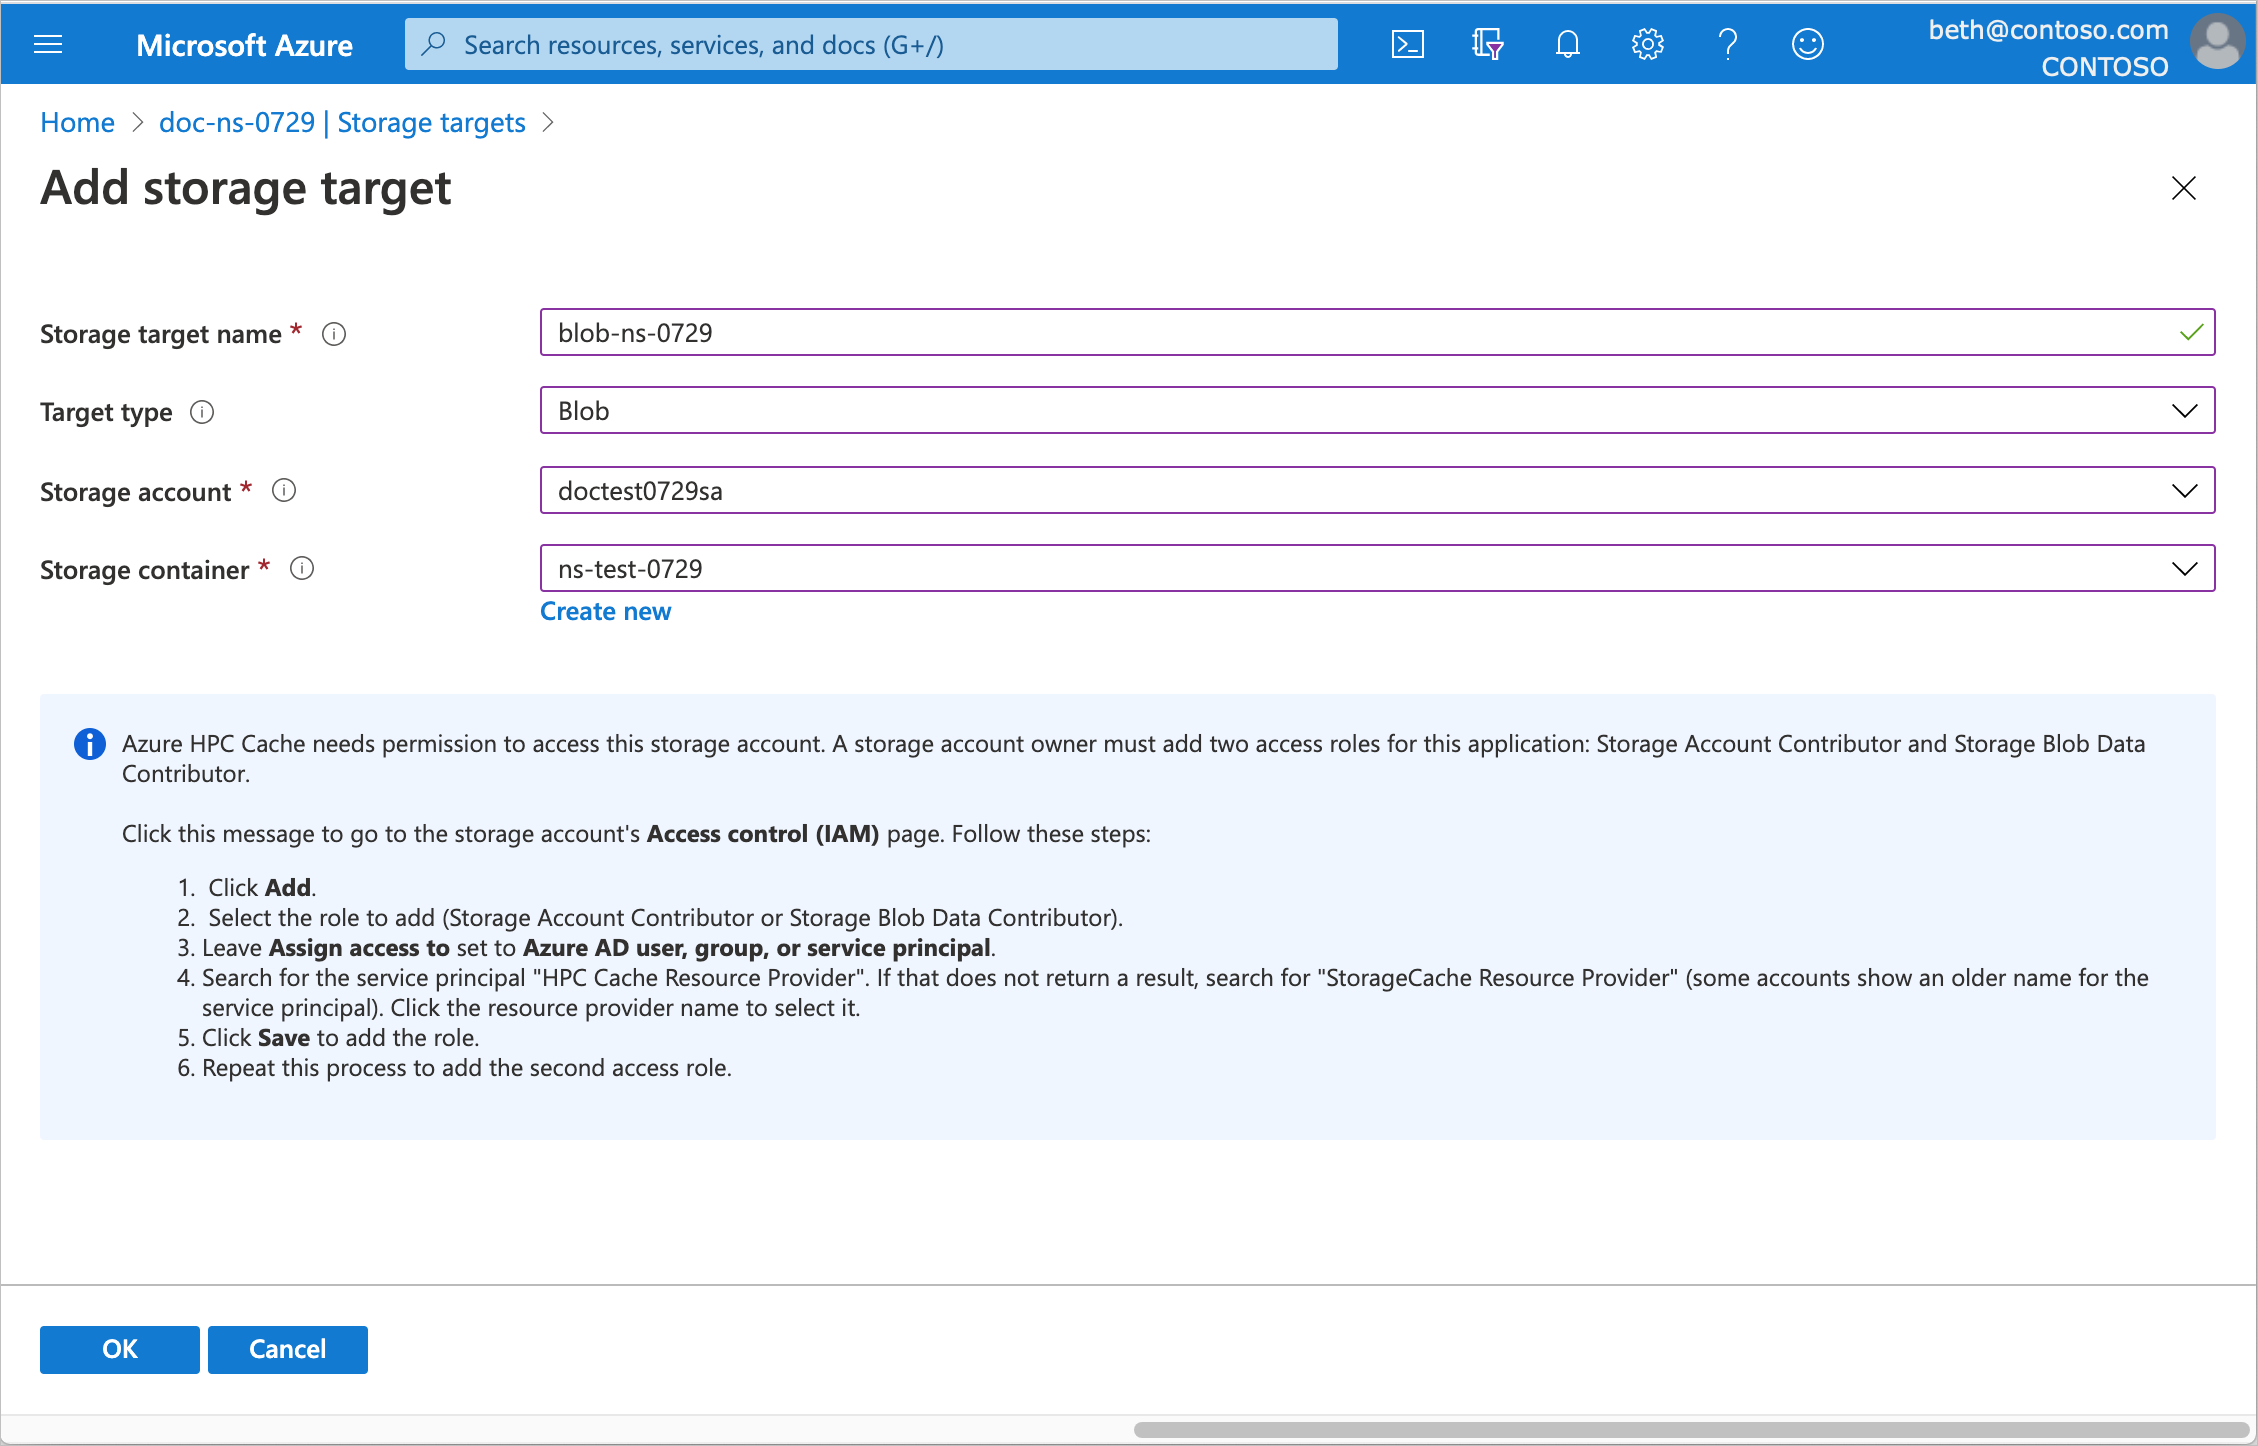 Microsoft Azure
Search resources, services, and docs (G+/)
beth@contoso.com
CONTOSO
Home > doc-ns-0729 | Storage targets >
Add storage target
Storage target name *
blob-ns-0729
Target type
Blob
Storage account *
doctest0729sa
Storage container *
ns-test-0729
Create new
Azure HPC Cache needs permission to access this storage account. A storage account owner must add two access roles for this application: Storage Account Contributor and Storage Blob Data
Contributor.
Click this message to go to the storage account's Access control (IAM) page. Follow these steps:
1. Click Add.
2. Select the role to add (Storage Account Contributor or Storage Blob Data Contributor).
3. Leave Assign access to set to Azure AD user, group, or service principal.
4. Search for the service principal "HPC Cache Resource Provider". If that does not return a result, search for "StorageCache Resource Provider" (some accounts show an older name for the
service principal). Click the resource provider name to select it.
5. Click Save to add the role.
6. Repeat this process to add the second access role.
OK
Cancel